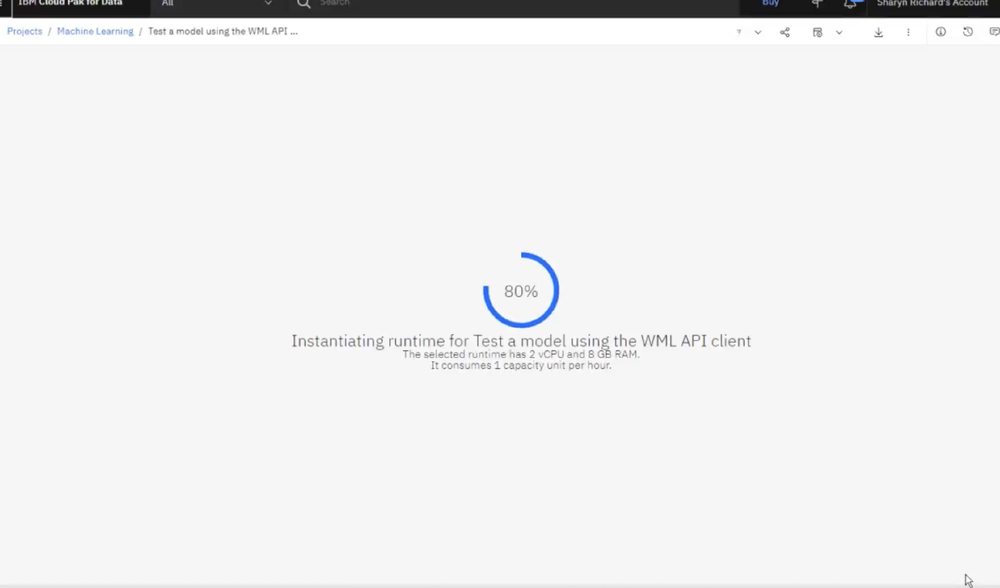 IBM Cloud Pak for Data All Search Buy Sharyn Richard's Account
Projects / Machine Learning / Test a model using the WML API ...
80%
Instantiating runtime for Test a model using the WML API client
The selected runtime has 2 vCPU and 8 GB RAM.
It consumes 1 capacity unit per hour.